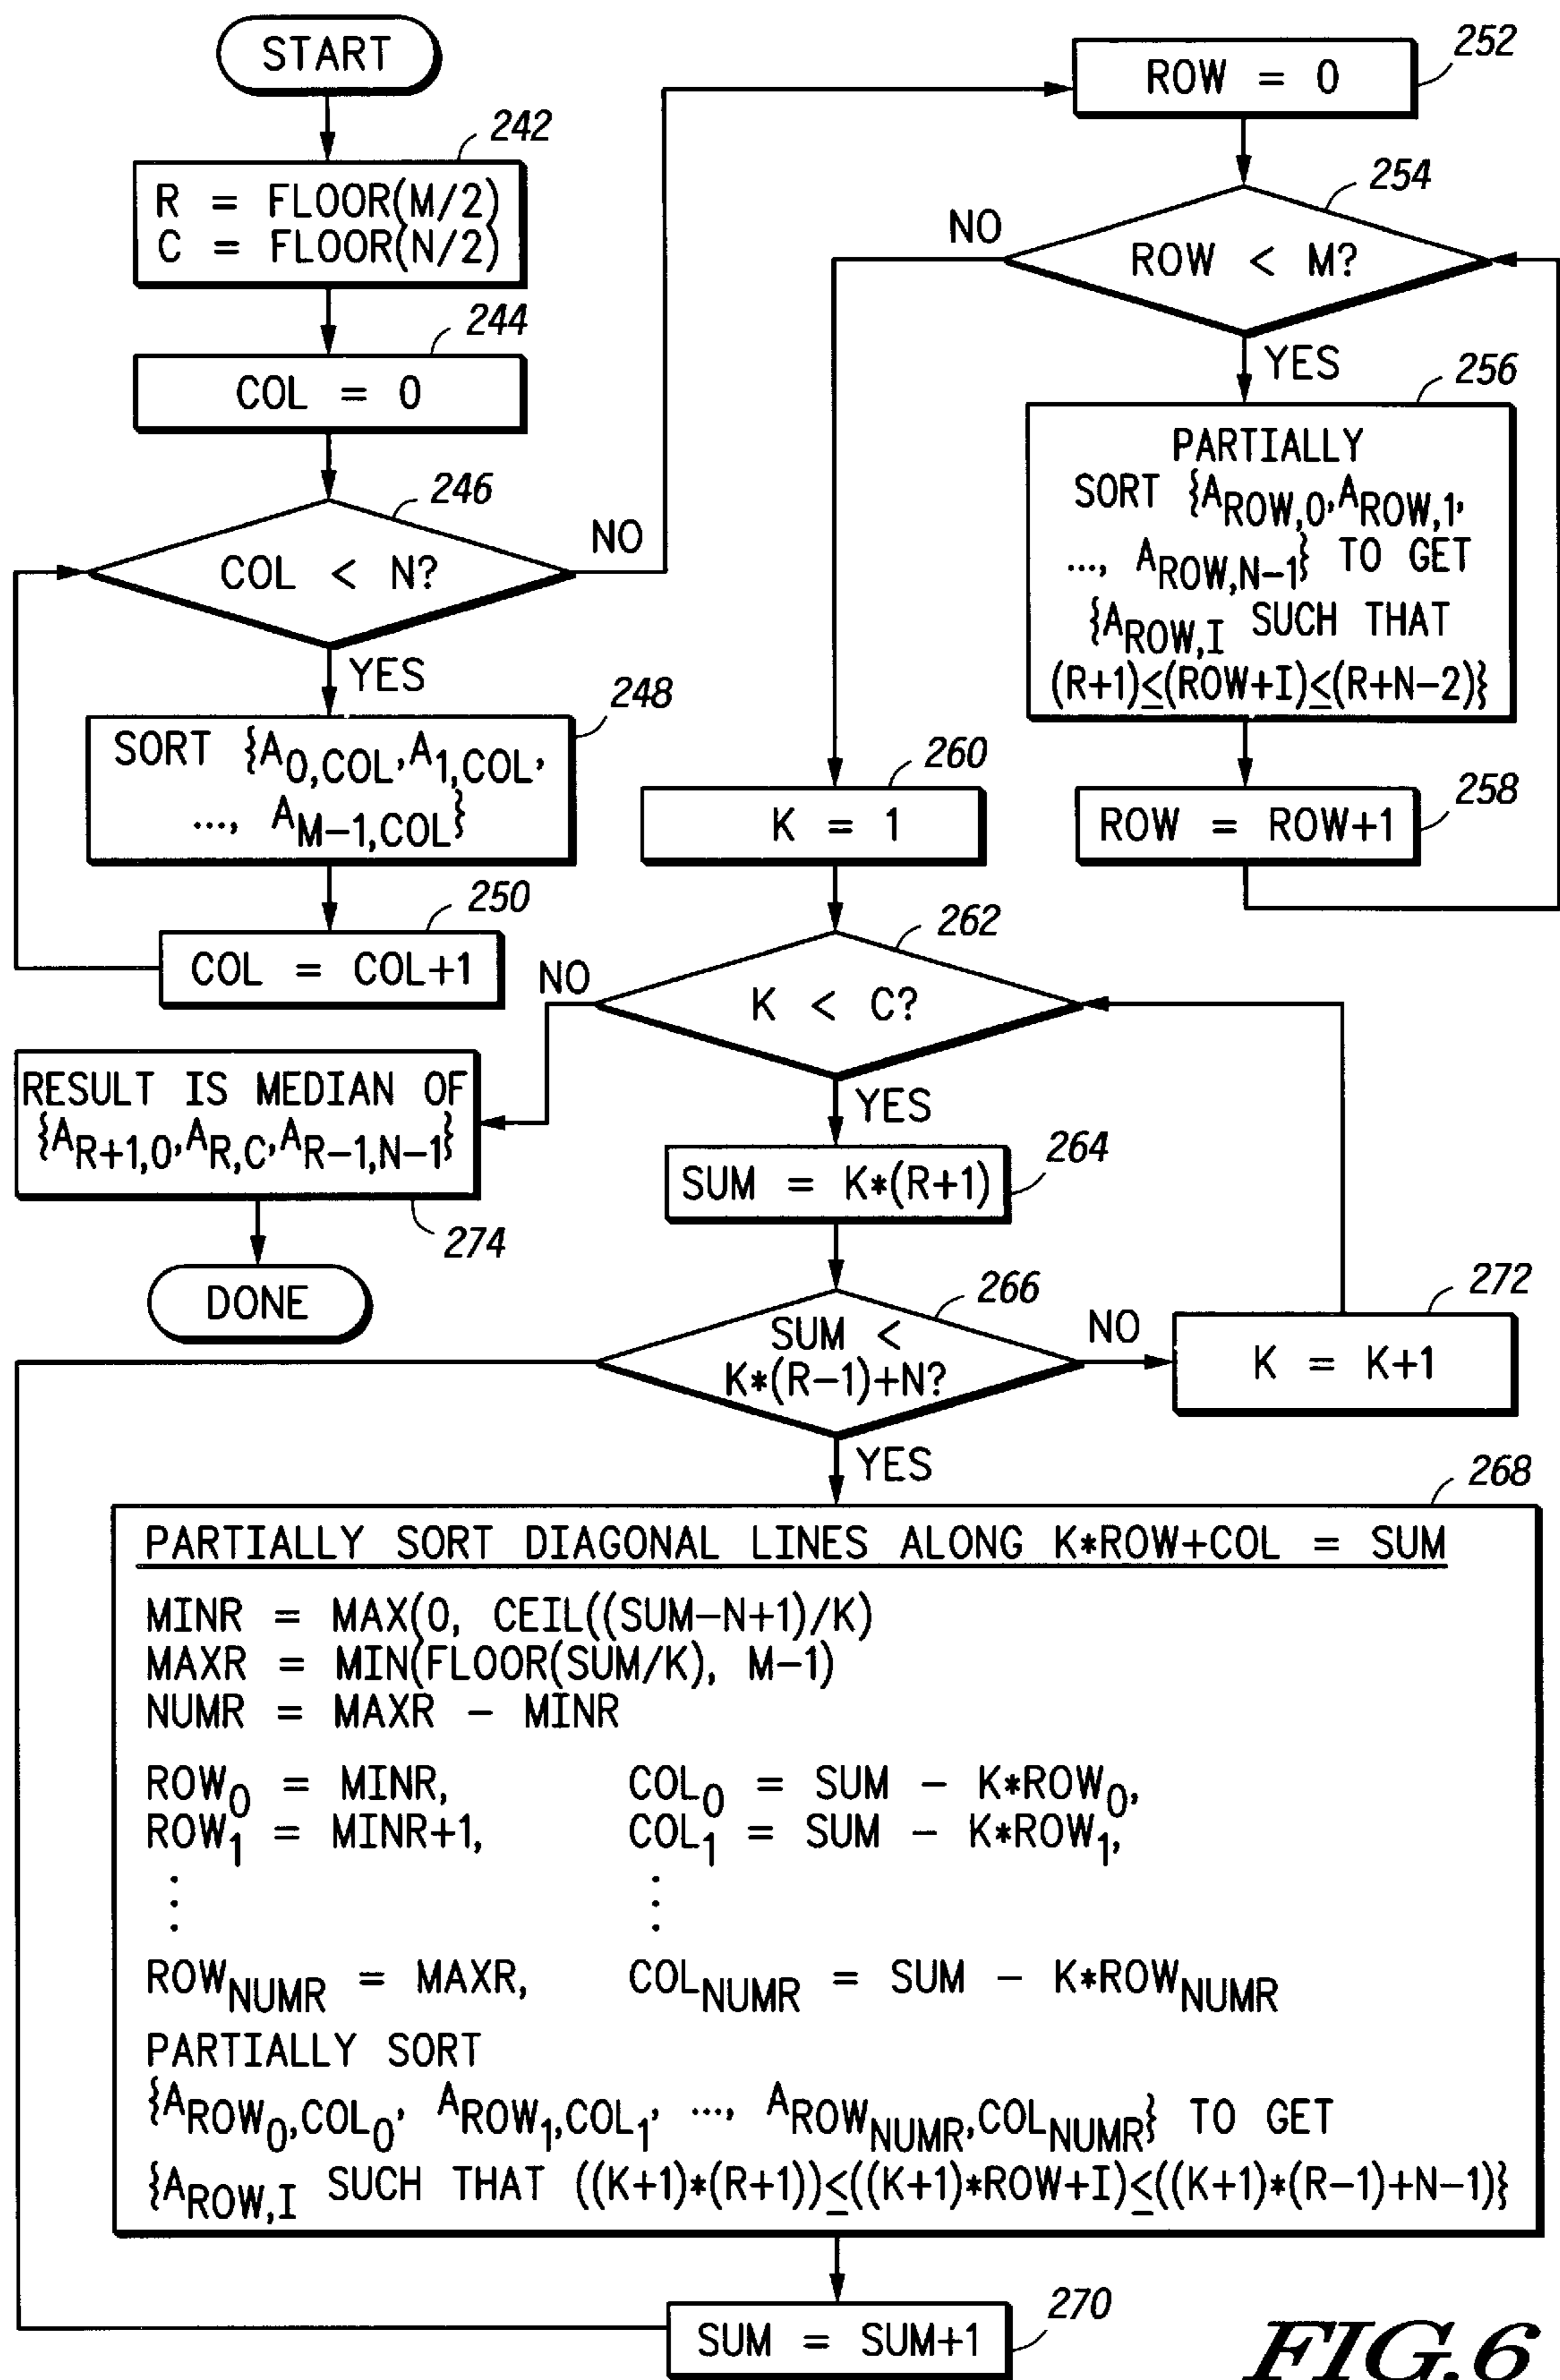 START
242
R = FLOOR(M/2)
C = FLOOR(N/2)
244
COL = 0
246
COL < N?
NO
YES
248
SORT {A0,COL,A1,COL,
..., AM-1,COL}
250
COL = COL+1
252
ROW = 0
254
ROW < M?
NO
YES
256
PARTIALLY
SORT {AROW,0,AROW,1,
..., AROW,N-1} TO GET
{AROW,I SUCH THAT
(R+1)≤(ROW+I)≤(R+N-2)}
258
ROW = ROW+1
260
K = 1
262
K < C?
NO
YES
RESULT IS MEDIAN OF
{AR+1,0,AR,C,AR-1,N-1}
274
DONE
264
SUM = K*(R+1)
266
SUM <
K*(R-1)+N?
NO
YES
272
K = K+1
268
PARTIALLY SORT DIAGONAL LINES ALONG K*ROW+COL = SUM
MINR = MAX(0, CEIL((SUM-N+1)/K)
MAXR = MIN(FLOOR(SUM/K), M-1)
NUMR = MAXR - MINR
ROW0 = MINR, COL0 = SUM - K*ROW0,
ROW1 = MINR+1, COL1 = SUM - K*ROW1,
⋮ ⋮
ROWNUMR = MAXR, COLNUMR = SUM - K*ROWNUMR
PARTIALLY SORT
{AROW0,COL0, AROW1,COL1, ..., AROWNUMR,COLNUMR} TO GET
{AROW,I SUCH THAT ((K+1)*(R+1))≤((K+1)*ROW+I)≤((K+1)*(R-1)+N-1)}
270
SUM = SUM+1
FIG.6